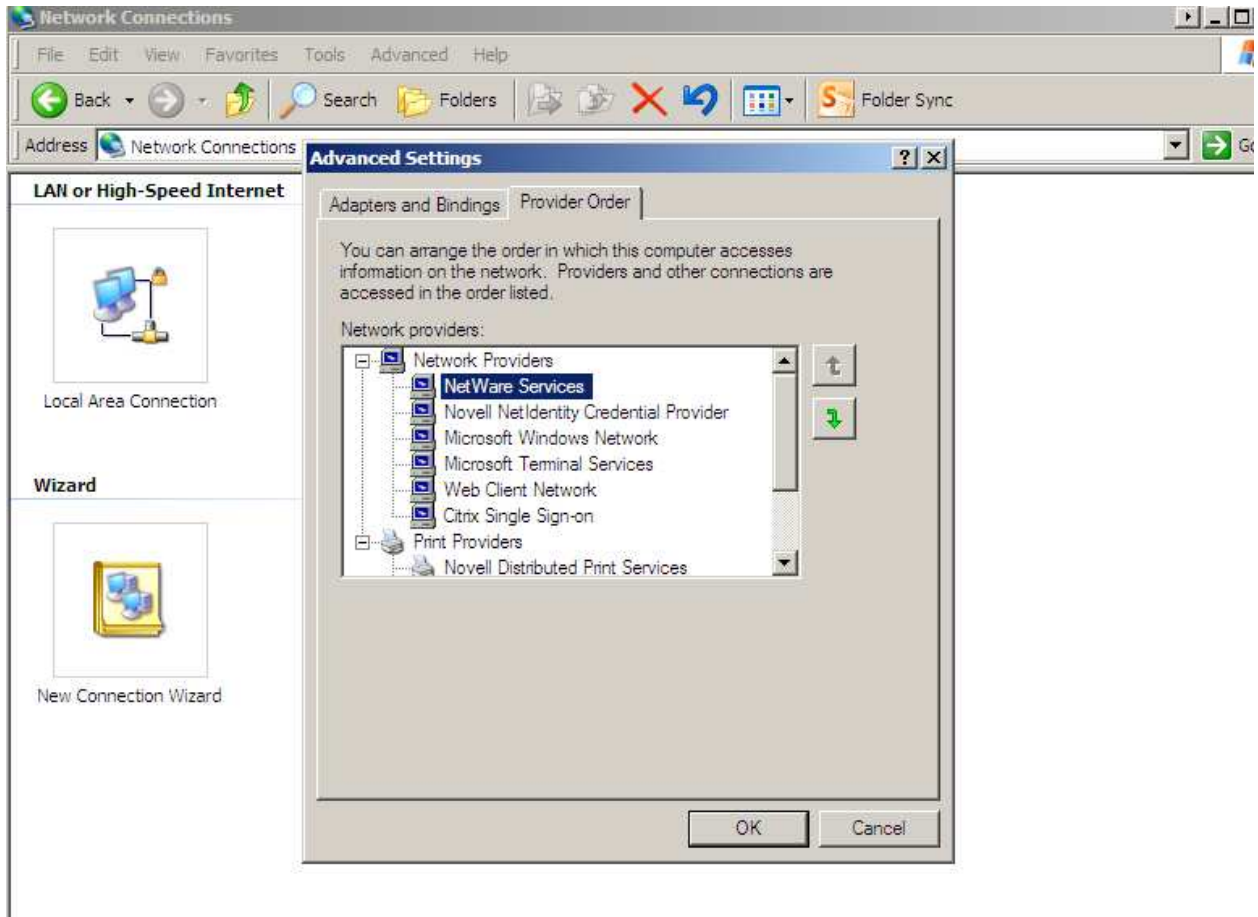 Network Connections
File Edit View Favorites Tools Advanced Help
Back Search Folders Folder Sync
Address Network Connections Go
LAN or High-Speed Internet
Local Area Connection
Wizard
New Connection Wizard
Advanced Settings
Adapters and Bindings Provider Order
You can arrange the order in which this computer accesses
information on the network. Providers and other connections are
accessed in the order listed.
Network providers:
Network Providers
NetWare Services
Novell NetIdentity Credential Provider
Microsoft Windows Network
Microsoft Terminal Services
Web Client Network
Citrix Single Sign-on
Print Providers
Novell Distributed Print Services
OK Cancel